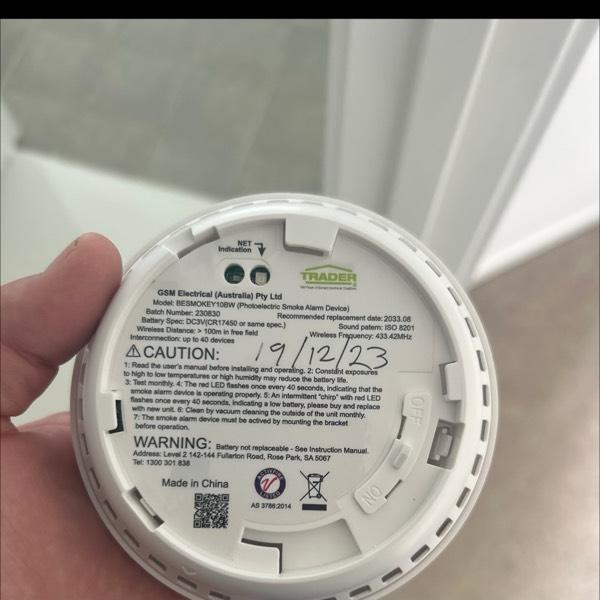 NET
Indication
TRADER
GSM Electrical (Australia) Pty Ltd
Model: BESMOKEY10BW (Photoelectric Smoke Alarm Device)
Batch Number: 230830
Recommended replacement date: 2033.08
Battery Spec: DC3V(CR17450 or same spec.)
Sound patern: ISO 8201
Wireless Distance: > 100m in free field
Wireless Frequency: 433.42MHz
Interconnection: up to 40 devices
CAUTION:
19/12/23
1: Read the user's manual before installing and operating. 2: Constant exposures
to high to low temperatures or high humidity may reduce the battery life.
3: Test monthly. 4: The red LED flashes once every 40 seconds, indicating that the
smoke alarm device is operating properly. 5: An intermittent "chirp" with red LED
flashes once every 40 seconds, indicating a low battery, please buy and replace
with new unit. 6: Clean by vacuum cleaning the outside of the unit monthly.
7: The smoke alarm device must be actived by mounting the bracket
before operation.
WARNING: Battery not replaceable - See Instruction Manual.
Address: Level 2 142-144 Fullarton Road, Rose Park, SA 5067
Tel: 1300 301 838
Made in China
AS 3786:2014
OFF
ON